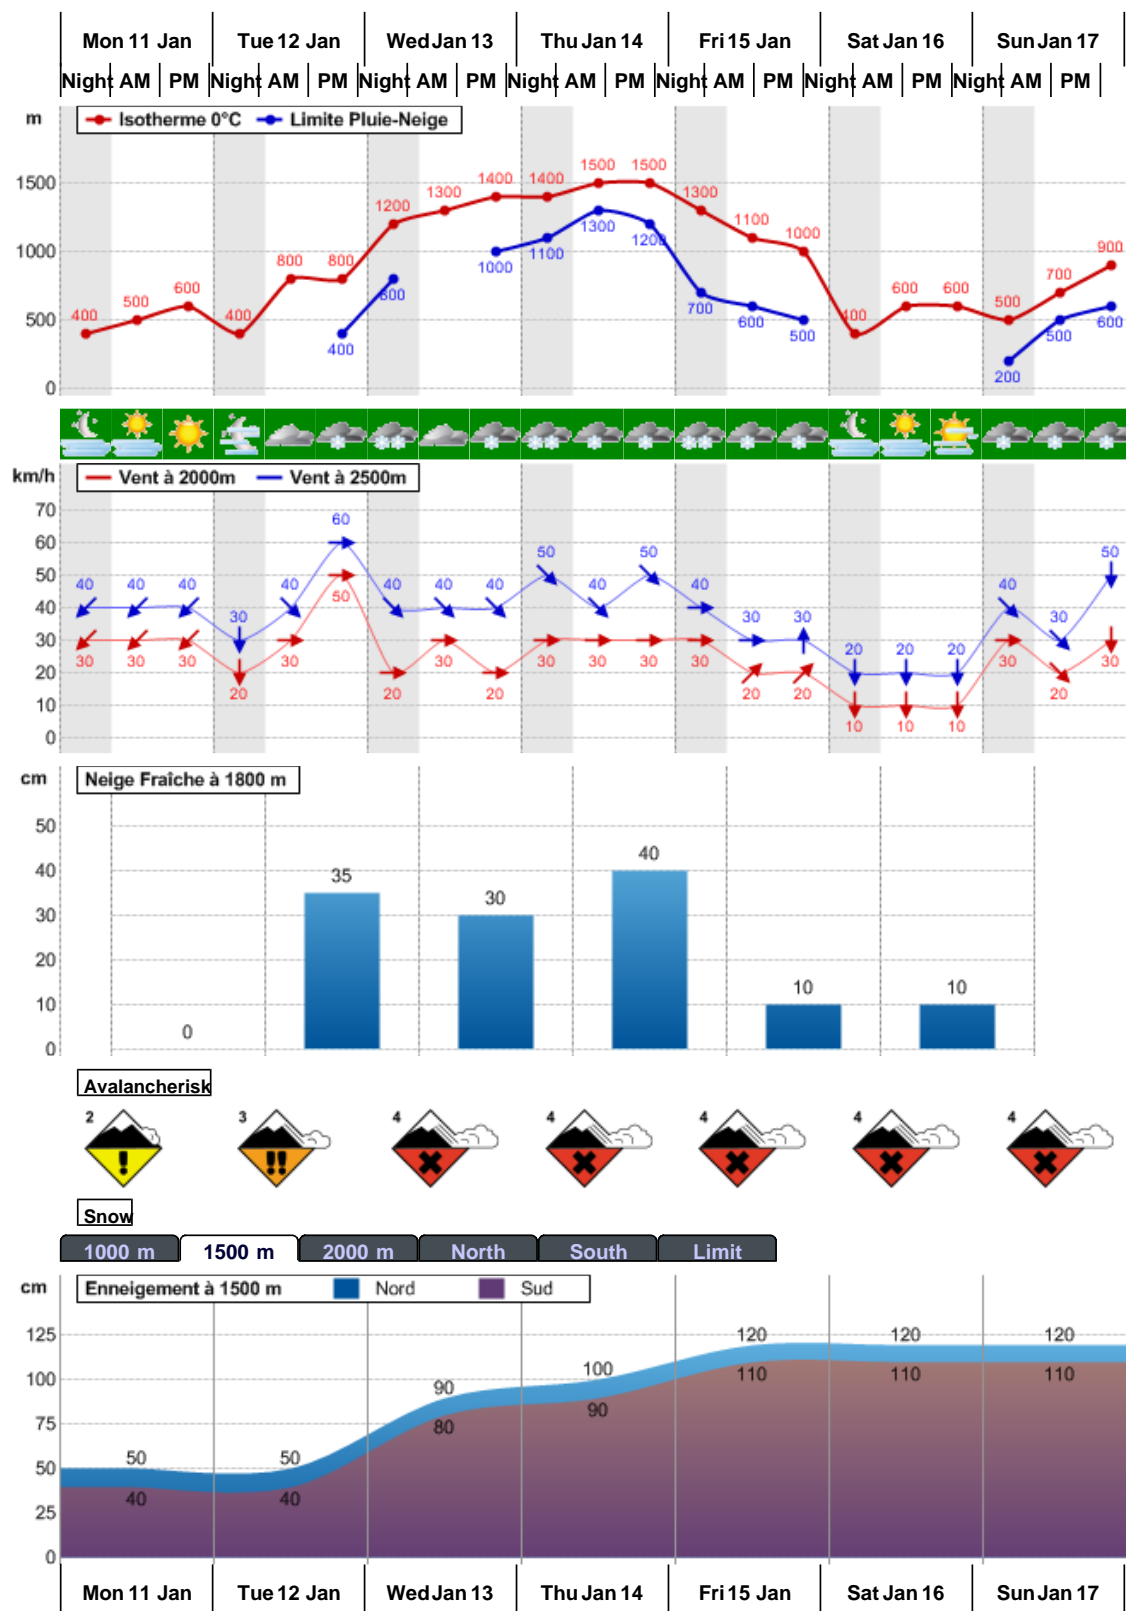 Mon 11 Jan Tue 12 Jan Wed Jan 13 Thu Jan 14 Fri 15 Jan Sat Jan 16 Sun Jan 17
Night AM PM Night AM PM Night AM PM Night AM PM Night AM PM Night AM PM Night AM PM
m Isotherme 0°C Limite Pluie-Neige
1500 1000 500 0
400 500 600 400 800 800 1200 1300 1400 1400 1500 1500 1300 1100 1000 400 600 600 500 700 900
400 800 1000 1100 1300 1200 700 600 500 200 500 600
km/h Vent à 2000m Vent à 2500m
70 60 50 40 30 20 10 0
40 40 40 30 40 60 40 40 40 50 40 50 40 30 30 20 20 20 40 30 50
30 30 30 20 30 50 20 30 20 30 30 30 30 20 20 10 10 10 30 20 30
cm Neige Fraîche à 1800 m
50 40 30 20 10 0
0 35 30 40 10 10
Avalancherisk
2 3 4 4 4 4 4
Snow
1000 m 1500 m 2000 m North South Limit
cm Enneigement à 1500 m Nord Sud
125 100 75 50 25 0
50 50 90 100 120 120 120
40 40 80 90 110 110 110
Mon 11 Jan Tue 12 Jan Wed Jan 13 Thu Jan 14 Fri 15 Jan Sat Jan 16 Sun Jan 17